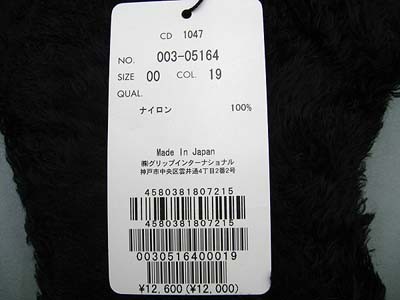 CD 1047
NO. 003-05164
SIZE 00 COL. 19
QUAL.
ナイロン 100%
Made In Japan
㈱グリップインターナショナル
神戸市中央区雲井通4丁目2番2号
4580381807215
4580381807215
0030516400019
¥12,600(¥12,000)